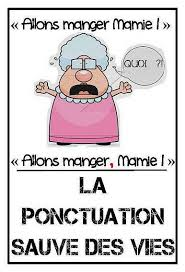 « Allons manger Mamie ! »
QUOI ?!
« Allons manger, Mamie ! »
LA
PONCTUATION
SAUVE DES VIES